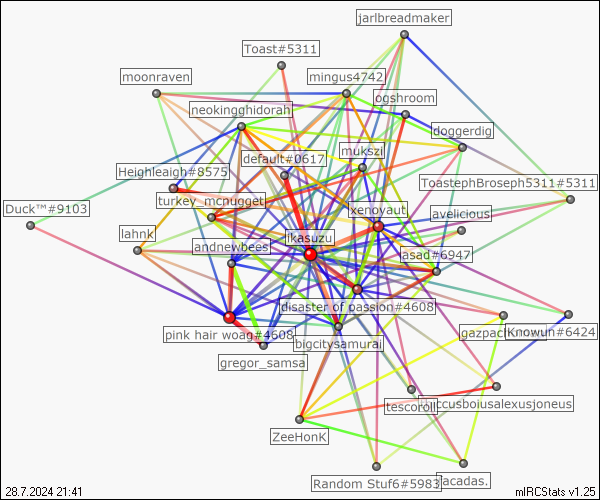 jarlbreadmaker
Toast#5311
moonraven
mingus4742
ogshroom
neokingghidorah
doggerdig
mukszi
default#0617
Heighleaigh#8575
ToastephBroseph5311#5311
turkey_mcnugget
xenoyaut
Duck™#9103
avelicious
lahnk
ikasuzu
andnewbees
asad#6947
disaster of passion#4608
pink hair woag#4608
gazpach
Knowun#6424
bigcitysamurai
gregor_samsa
tescoroll
uccusboiusalexusjoneus
ZeeHonK
Random Stuf6#5983
acadas.
28.7.2024 21:41
mIRCStats v1.25